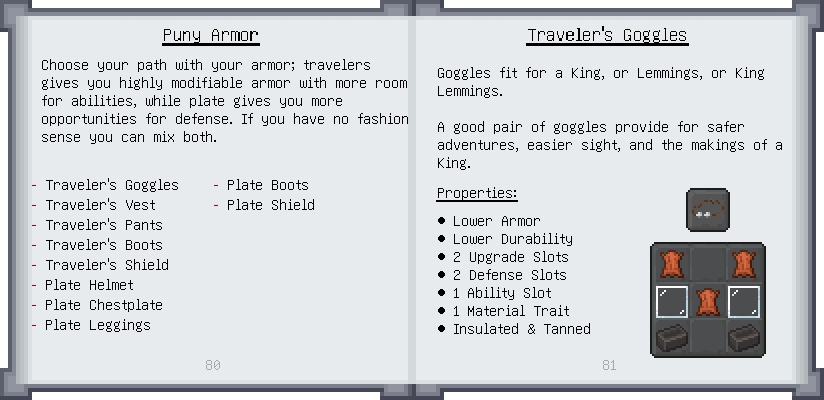 Puny Armor
Choose your path with your armor; travelers
gives you highly modifiable armor with more room
for abilities, while plate gives you more
opportunities for defense. If you have no fashion
sense you can mix both.
- Traveler's Goggles
- Traveler's Vest
- Traveler's Pants
- Traveler's Boots
- Traveler's Shield
- Plate Helmet
- Plate Chestplate
- Plate Leggings
- Plate Boots
- Plate Shield
80
Traveler's Goggles
Goggles fit for a King, or Lemmings, or King
Lemmings.
A good pair of goggles provide for safer
adventures, easier sight, and the makings of a
King.
Properties:
● Lower Armor
● Lower Durability
● 2 Upgrade Slots
● 2 Defense Slots
● 1 Ability Slot
● 1 Material Trait
● Insulated & Tanned
81